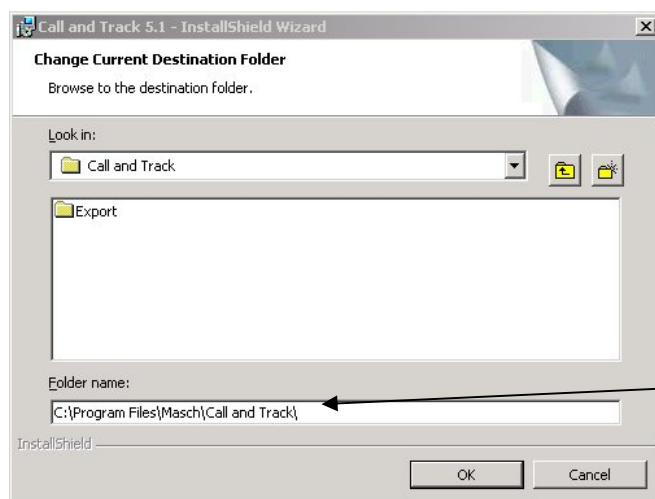 Call and Track 5.1 - InstallShield Wizard
Change Current Destination Folder
Browse to the destination folder.
Look in:
Call and Track
Export
Folder name:
C:\Program Files\Masch\Call and Track\
InstallShield
OK Cancel